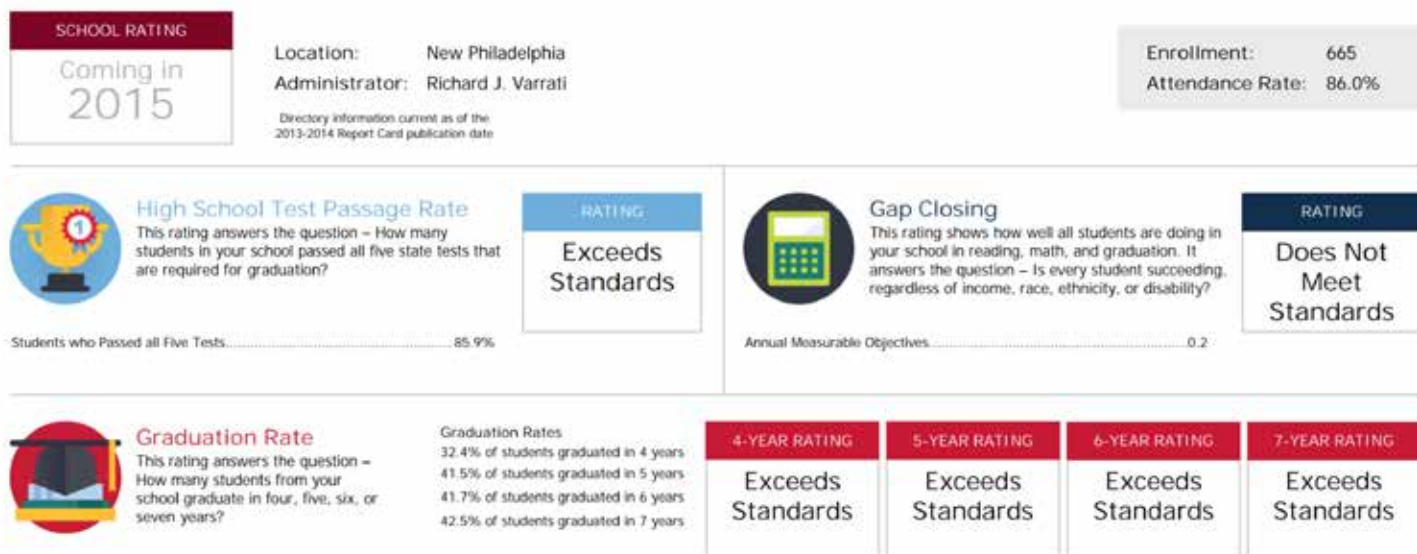 SCHOOL RATING
Coming in
2015
Location: New Philadelphia
Administrator: Richard J. Varrati
Directory information current as of the
2013-2014 Report Card publication date
Enrollment: 665
Attendance Rate: 86.0%
1
High School Test Passage Rate
This rating answers the question – How many
students in your school passed all five state tests that
are required for graduation?
RATING
Exceeds
Standards
Students who Passed all Five Tests 85.9%
Gap Closing
This rating shows how well all students are doing in
your school in reading, math, and graduation. It
answers the question – Is every student succeeding,
regardless of income, race, ethnicity, or disability?
RATING
Does Not
Meet
Standards
Annual Measurable Objectives 0.2
Graduation Rate
This rating answers the question –
How many students from your
school graduate in four, five, six, or
seven years?
Graduation Rates
32.4% of students graduated in 4 years
41.5% of students graduated in 5 years
41.7% of students graduated in 6 years
42.5% of students graduated in 7 years
4-YEAR RATING
Exceeds
Standards
5-YEAR RATING
Exceeds
Standards
6-YEAR RATING
Exceeds
Standards
7-YEAR RATING
Exceeds
Standards